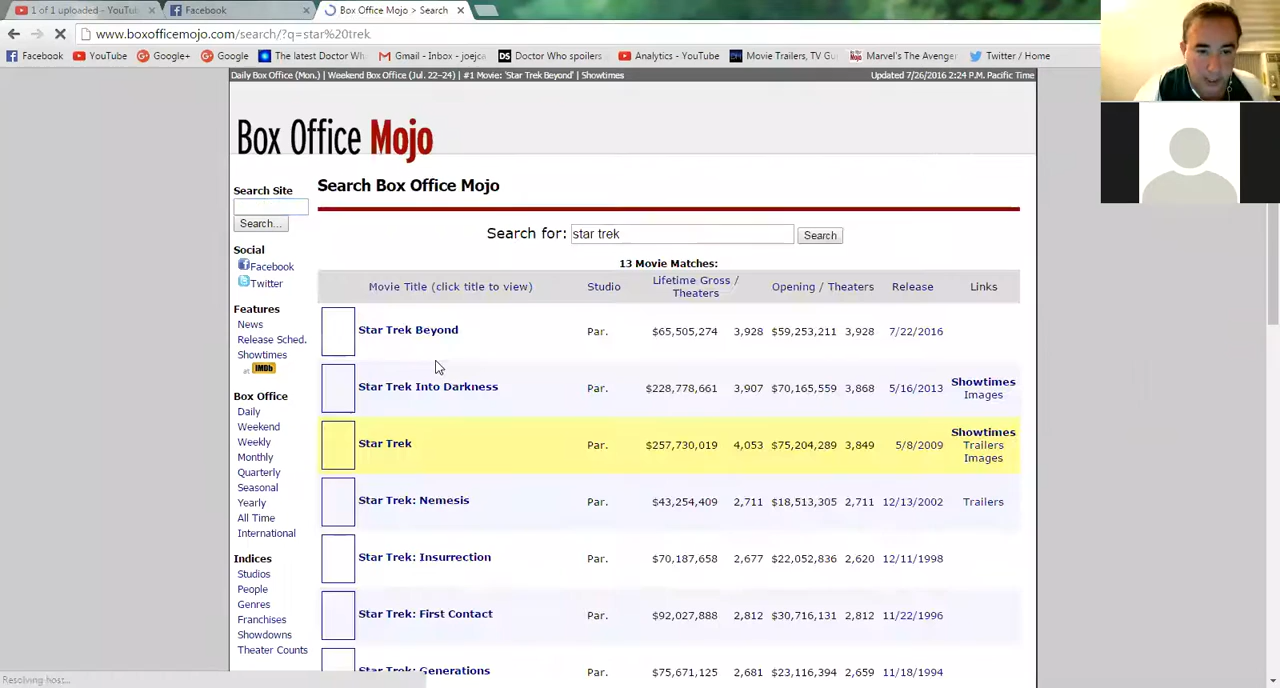 1 of 1 uploaded - YouTu
Facebook
Box Office Mojo > Search
www.boxofficemojo.com/search/?q=star%20trek
Facebook
YouTube
Google+
Google
The latest Doctor Wh
Gmail - Inbox - joejca
Doctor Who spoilers
Analytics - YouTube
Movie Trailers, TV Gu
Marvel's The Avenger
Twitter / Home
Daily Box Office (Mon.) | Weekend Box Office (Jul. 22–24) | #1 Movie: 'Star Trek Beyond' | Showtimes
Updated 7/26/2016 2:24 P.M. Pacific Time
Box Office Mojo
Search Site
Search...
Social
Facebook
Twitter
Features
News
Release Sched.
Showtimes
at IMDb
Box Office
Daily
Weekend
Weekly
Monthly
Quarterly
Seasonal
Yearly
All Time
International
Indices
Studios
People
Genres
Franchises
Showdowns
Theater Counts
Search Box Office Mojo
Search for: star trek Search
13 Movie Matches:
Movie Title (click title to view) Studio Lifetime Gross / Theaters Opening / Theaters Release Links
Star Trek Beyond Par. $65,505,274 3,928 $59,253,211 3,928 7/22/2016
Star Trek Into Darkness Par. $228,778,661 3,907 $70,165,559 3,868 5/16/2013 Showtimes Images
Star Trek Par. $257,730,019 4,053 $75,204,289 3,849 5/8/2009 Showtimes Trailers Images
Star Trek: Nemesis Par. $43,254,409 2,711 $18,513,305 2,711 12/13/2002 Trailers
Star Trek: Insurrection Par. $70,187,658 2,677 $22,052,836 2,620 12/11/1998
Star Trek: First Contact Par. $92,027,888 2,812 $30,716,131 2,812 11/22/1996
Star Trek: Generations Par. $75,671,125 2,681 $23,116,394 2,659 11/18/1994
Resolving host...